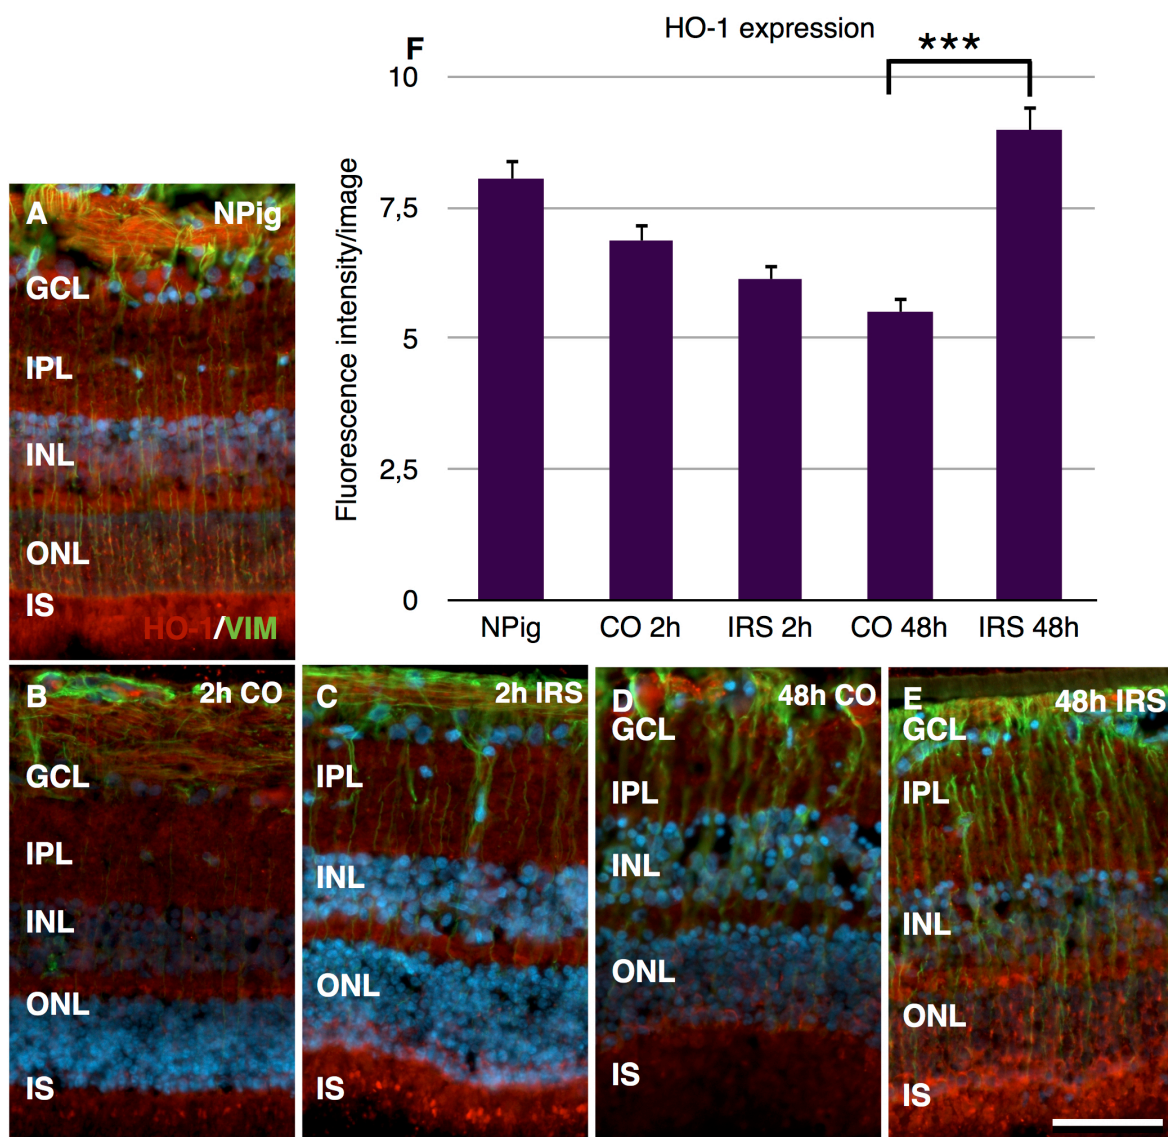 HO-1 expression
F
***
10
7,5
5
2,5
0
Fluorescence intensity/image
NPig
CO 2h
IRS 2h
CO 48h
IRS 48h
A
NPig
GCL
IPL
INL
ONL
IS
HO-1/VIM
B
2h CO
GCL
IPL
INL
ONL
IS
C
2h IRS
IPL
INL
ONL
IS
D
48h CO
GCL
IPL
INL
ONL
IS
E
48h IRS
GCL
IPL
INL
ONL
IS